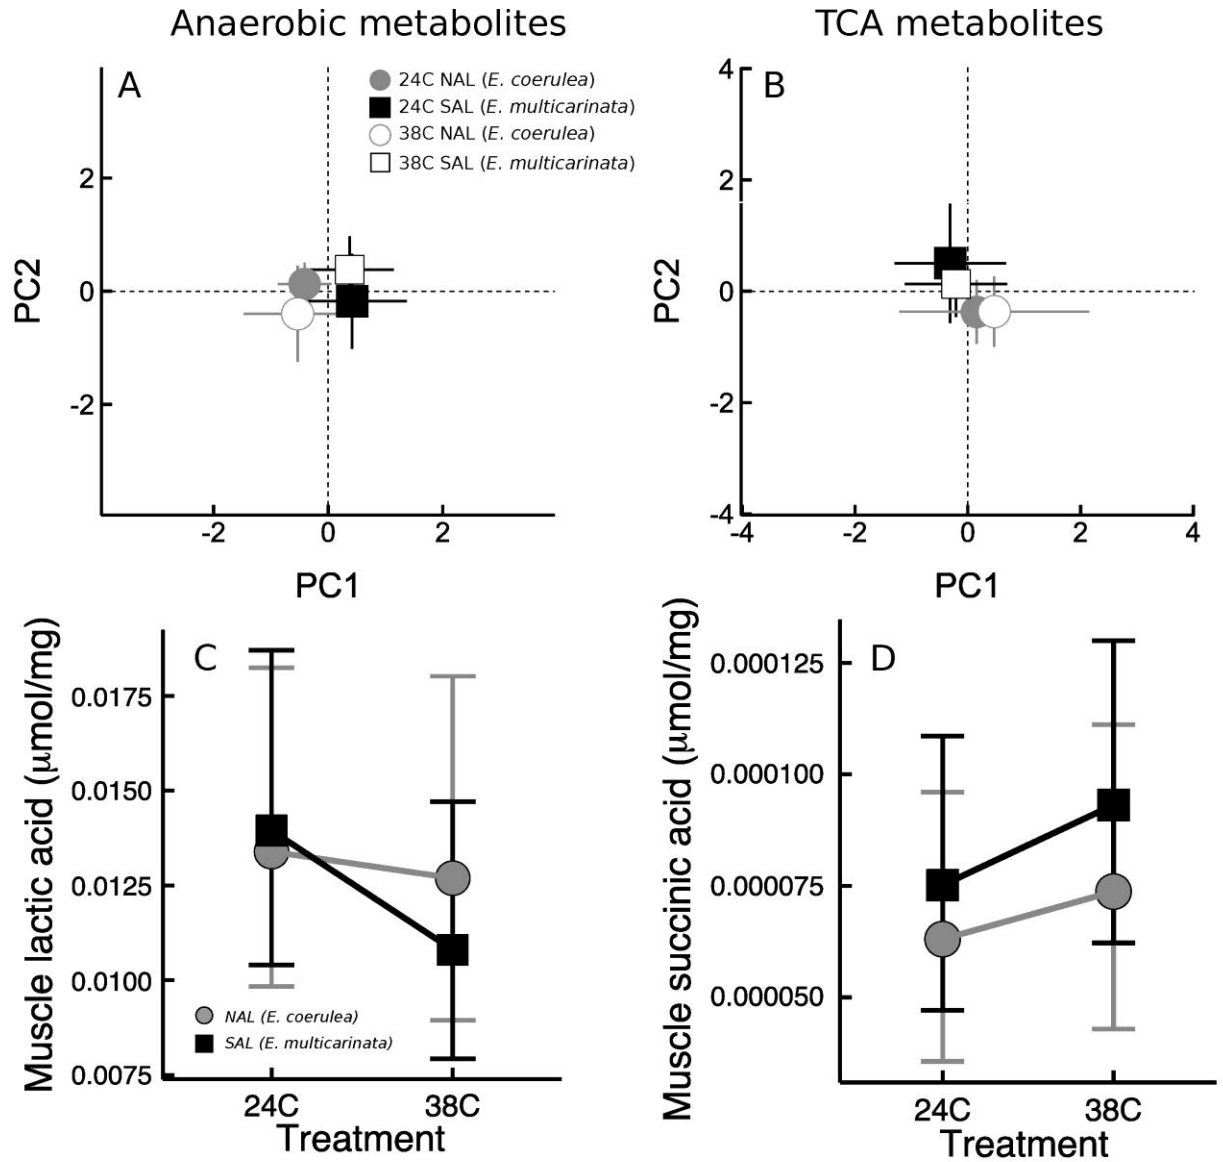 Anaerobic metabolites
TCA metabolites
A
24C NAL (E. coerulea)
24C SAL (E. multicarinata)
38C NAL (E. coerulea)
38C SAL (E. multicarinata)
PC2
2
0
-2
-2
0
2
PC1
B
PC2
4
2
0
-2
-4
-4
-2
0
2
4
PC1
C
Muscle lactic acid (μmol/mg)
0.0175
0.0150
0.0125
0.0100
0.0075
NAL (E. coerulea)
SAL (E. multicarinata)
24C
38C
Treatment
D
Muscle succinic acid (μmol/mg)
0.000125
0.000100
0.000075
0.000050
24C
38C
Treatment